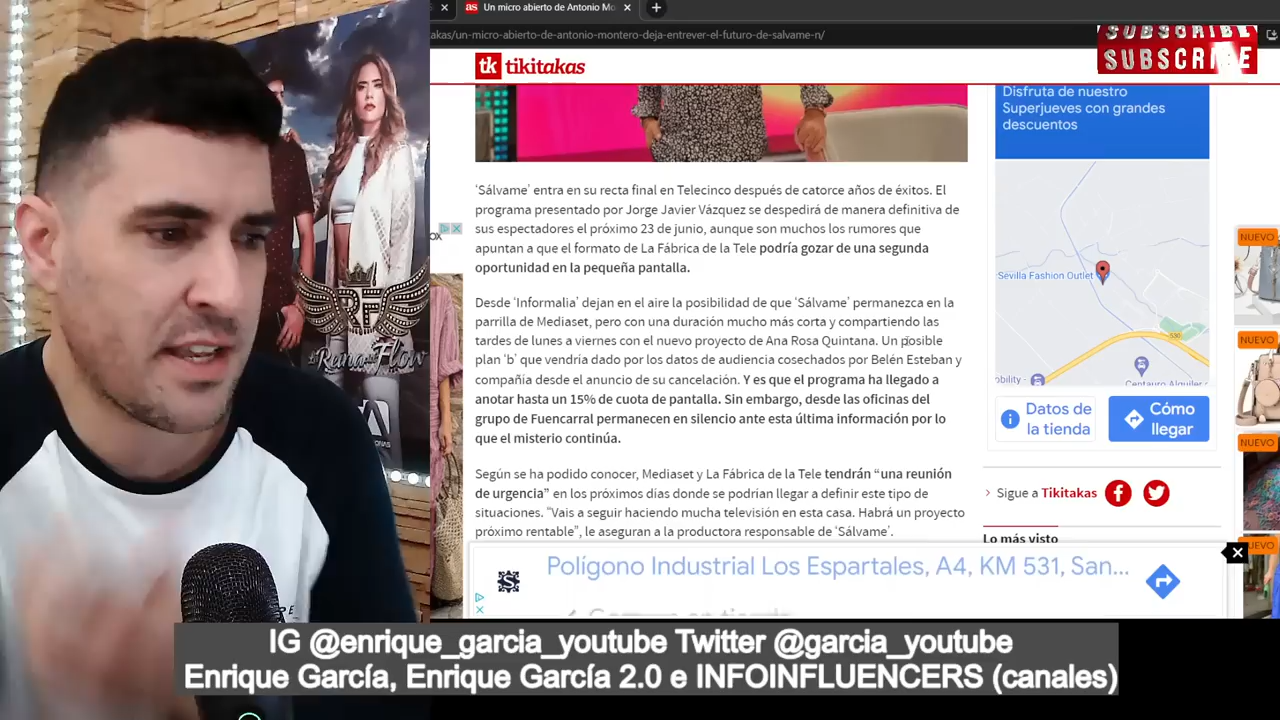 Un micro abierto de Antonio Mo
takas/un-micro-abierto-de-antonio-montero-deja-entrever-el-futuro-de-salvame-n/
SUBSCRIBE
SUBSCRIBE
tk tikitakas
Disfruta de nuestro
Superjueves con grandes
descuentos
'Sálvame' entra en su recta final en Telecinco después de catorce años de éxitos. El
programa presentado por Jorge Javier Vázquez se despedirá de manera definitiva de
sus espectadores el próximo 23 de junio, aunque son muchos los rumores que
apuntan a que el formato de La Fábrica de la Tele podría gozar de una segunda
oportunidad en la pequeña pantalla.
Desde 'Informalia' dejan en el aire la posibilidad de que 'Sálvame' permanezca en la
parrilla de Mediaset, pero con una duración mucho más corta y compartiendo las
tardes de lunes a viernes con el nuevo proyecto de Ana Rosa Quintana. Un posible
plan 'b' que vendría dado por los datos de audiencia cosechados por Belén Esteban y
compañia desde el anuncio de su cancelación. Y es que el programa ha llegado a
anotar hasta un 15% de cuota de pantalla. Sin embargo, desde las oficinas del
grupo de Fuencarral permanecen en silencio ante esta última información por lo
que el misterio continúa.
Según se ha podido conocer, Mediaset y La Fábrica de la Tele tendrán "una reunión
de urgencia" en los próximos días donde se podrían llegar a definir este tipo de
situaciones. "Vais a seguir haciendo mucha televisión en esta casa. Habrá un proyecto
próximo rentable", le aseguran a la productora responsable de 'Sálvame'.
Sevilla Fashion Outlet
Centauro Alquiler
Datos de
la tienda
Cómo
llegar
Sigue a Tikitakas
Lo más visto
NUEVO
NUEVO
NUEVO
Polígono Industrial Los Espartales, A4, KM 531, San...
RF
La Reina del Flow
IG @enrique_garcia_youtube Twitter @garcia_youtube
Enrique García, Enrique García 2.0 e INFOINFLUENCERS (canales)